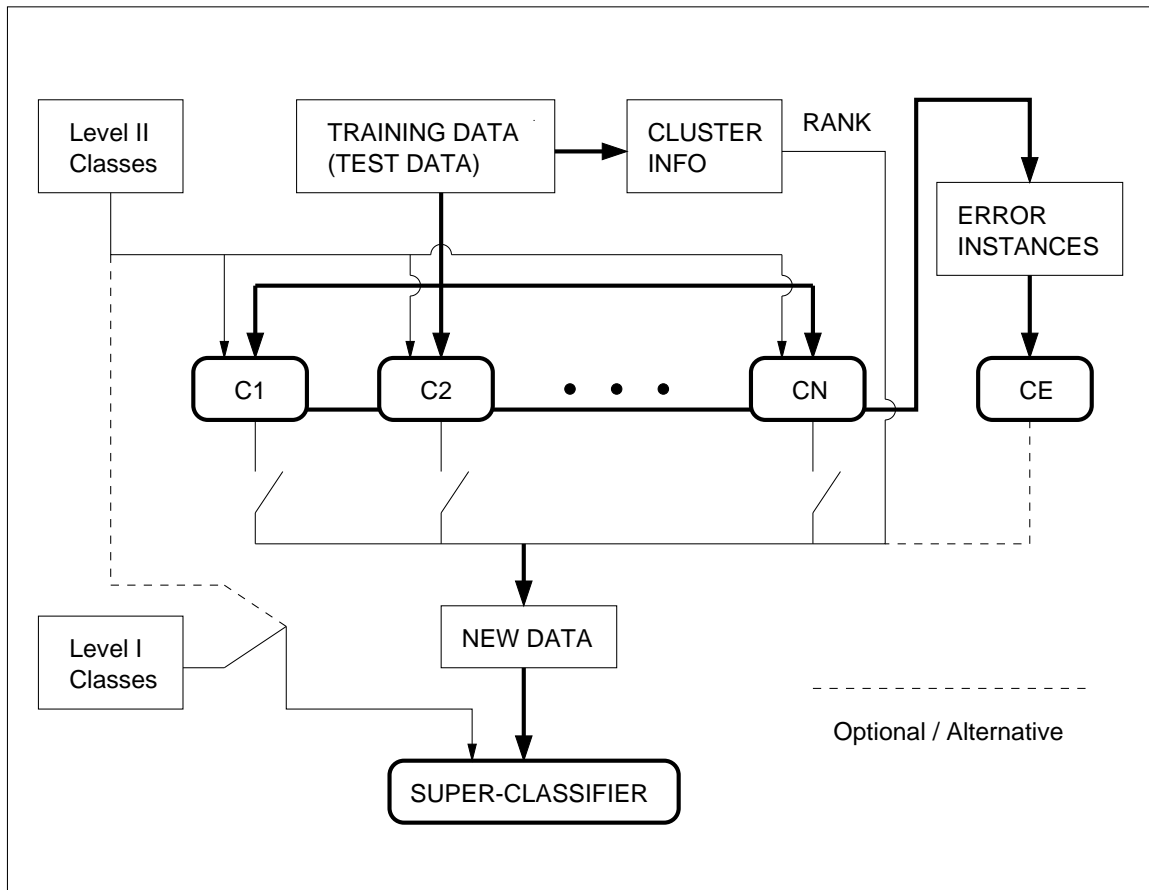 Level II
Classes
TRAINING DATA
(TEST DATA)
CLUSTER
INFO
RANK
ERROR
INSTANCES
C1
C2
CN
CE
NEW DATA
Level I
Classes
Optional / Alternative
SUPER-CLASSIFIER